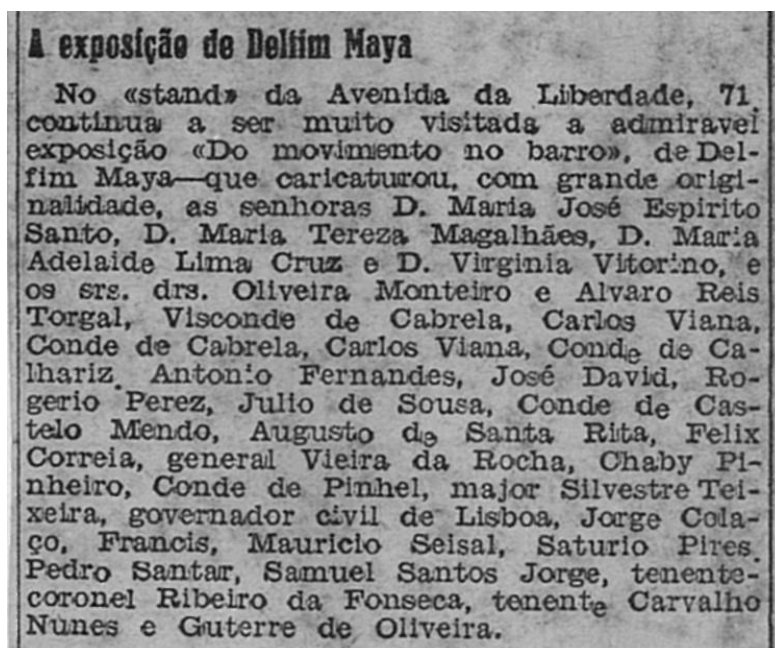 A exposição de Delfim Maya
No «stand» da Avenida da Liberdade, 71.
continua a ser muito visitada a admiravel
exposição «Do movimento no barro», de Del-
fim Maya—que caricaturou, com grande origi-
nalidade, as senhoras D. Maria José Espirito
Santo, D. Maria Tereza Magalhães, D. Maria
Adelaide Lima Cruz e D. Virginia Vitorino, e
os srs. drs. Oliveira Monteiro e Alvaro Reis
Torgal, Visconde de Cabrela, Carlos Viana,
Conde de Cabrela, Carlos Viana, Conde de Ca-
lhariz. Antonio Fernandes, José David, Ro-
gerio Perez, Julio de Sousa, Conde de Cas-
telo Mendo, Augusto de Santa Rita, Felix
Correia, general Vieira da Rocha, Chaby Pi-
nheiro, Conde de Pinhel, major Silvestre Tei-
xeira, governador civil de Lisboa, Jorge Cola-
ço, Francis, Mauricio Seisal, Saturio Pires.
Pedro Santar, Samuel Santos Jorge, tenente-
coronel Ribeiro da Fonseca, tenente Carvalho
Nunes e Guterre de Oliveira.